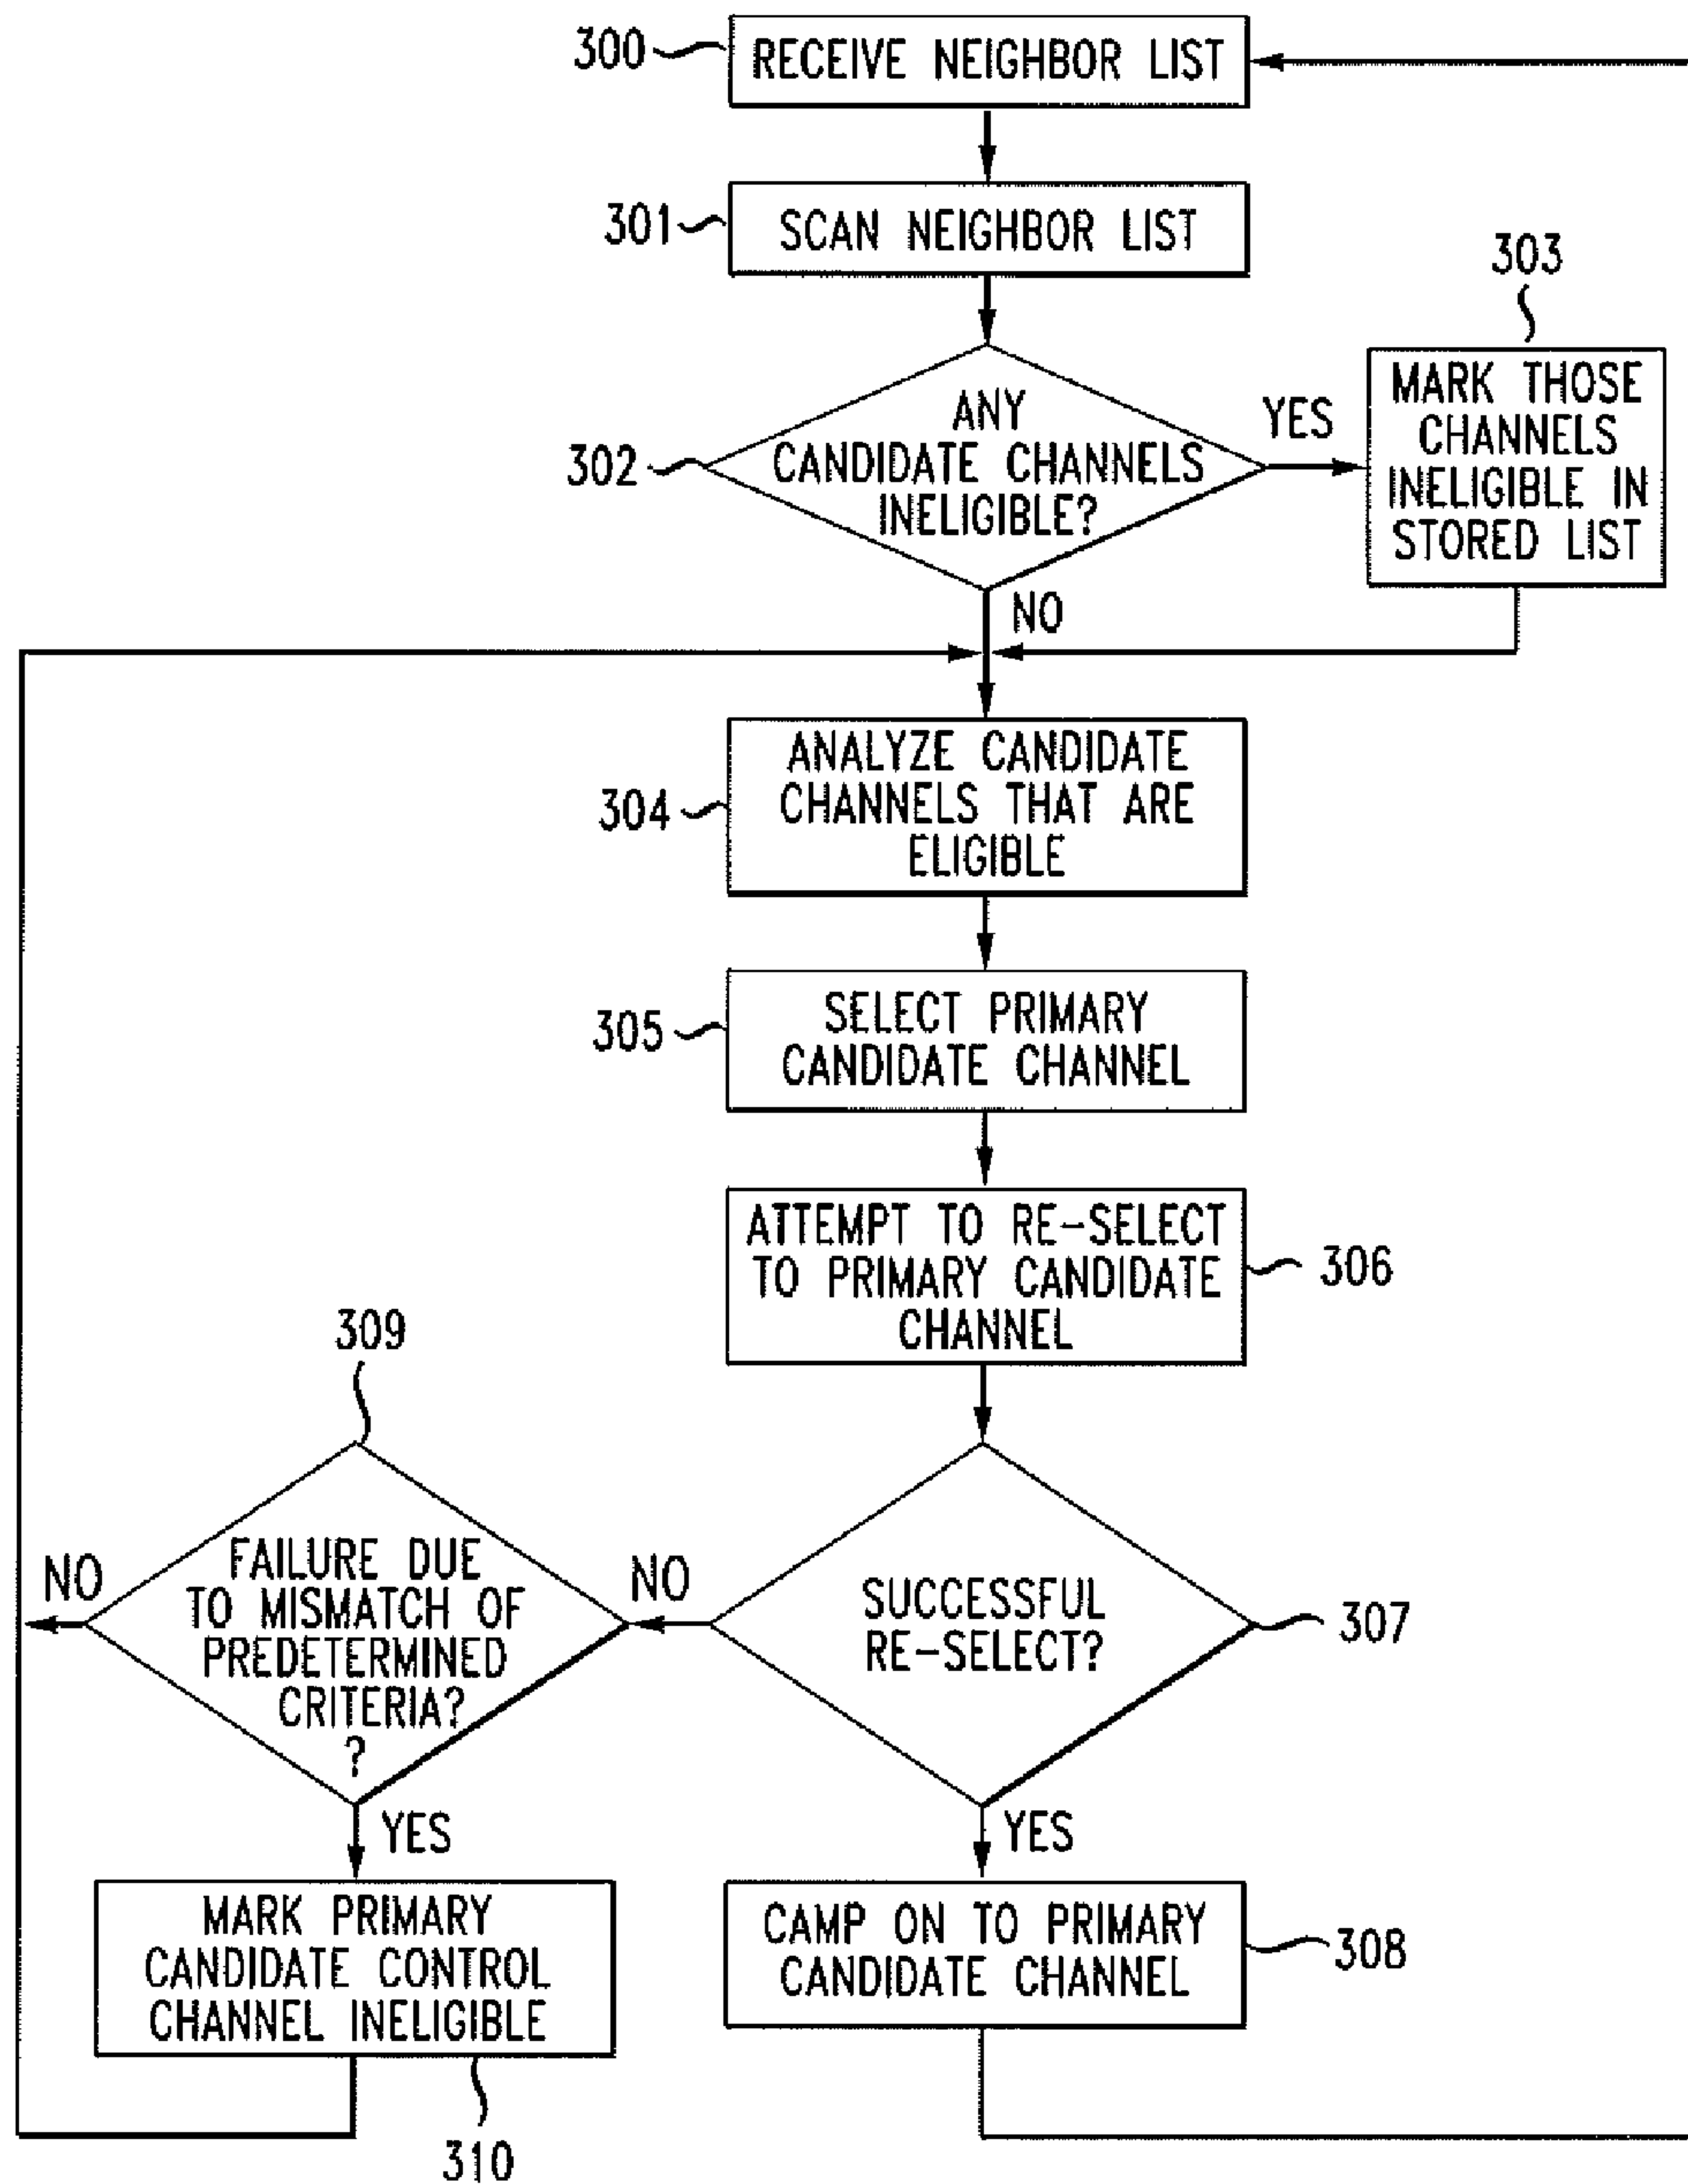 300
RECEIVE NEIGHBOR LIST
301
SCAN NEIGHBOR LIST
303
MARK THOSE
CHANNELS
INELIGIBLE IN
STORED LIST
302
ANY
CANDIDATE CHANNELS
INELIGIBLE?
YES
NO
304
ANALYZE CANDIDATE
CHANNELS THAT ARE
ELIGIBLE
305
SELECT PRIMARY
CANDIDATE CHANNEL
ATTEMPT TO RE-SELECT
TO PRIMARY CANDIDATE
CHANNEL
306
309
NO
FAILURE DUE
TO MISMATCH OF
PREDETERMINED
CRITERIA?
?
NO
SUCCESSFUL
RE-SELECT?
307
YES
YES
MARK PRIMARY
CANDIDATE CONTROL
CHANNEL INELIGIBLE
CAMP ON TO PRIMARY
CANDIDATE CHANNEL
308
310